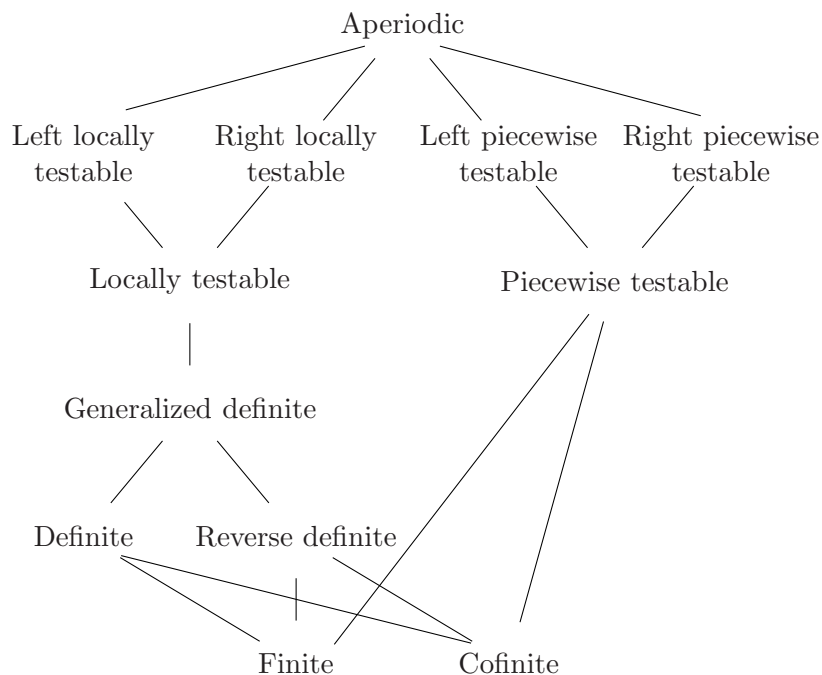 Aperiodic
Left locally
testable
Right locally
testable
Left piecewise
testable
Right piecewise
testable
Locally testable
Piecewise testable
Generalized definite
Definite
Reverse definite
Finite
Cofinite